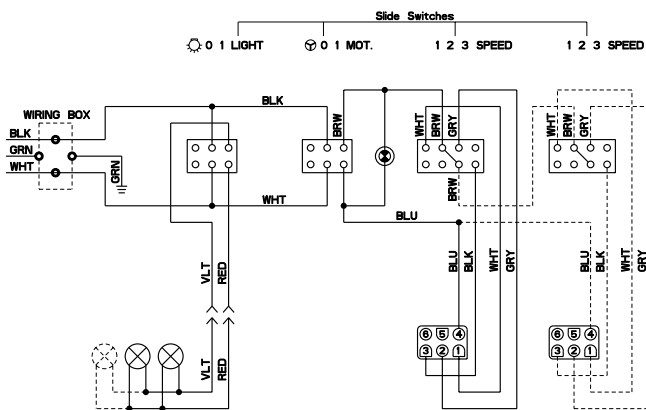 Slide Switches
0 1 LIGHT
0 1 MOT.
1 2 3 SPEED
1 2 3 SPEED
WIRING BOX
BLK
BLK
GRN
WHT
GRN
WHT
BRW
WHT
BRW
GRY
BRW
BLU
WHT
BRW
GRY
VLT
RED
BLU
BLK
WHT
GRY
BLU
BLK
WHT
GRY
6 5 4
3 2 1
6 5 4
3 2 1
VLT
RED